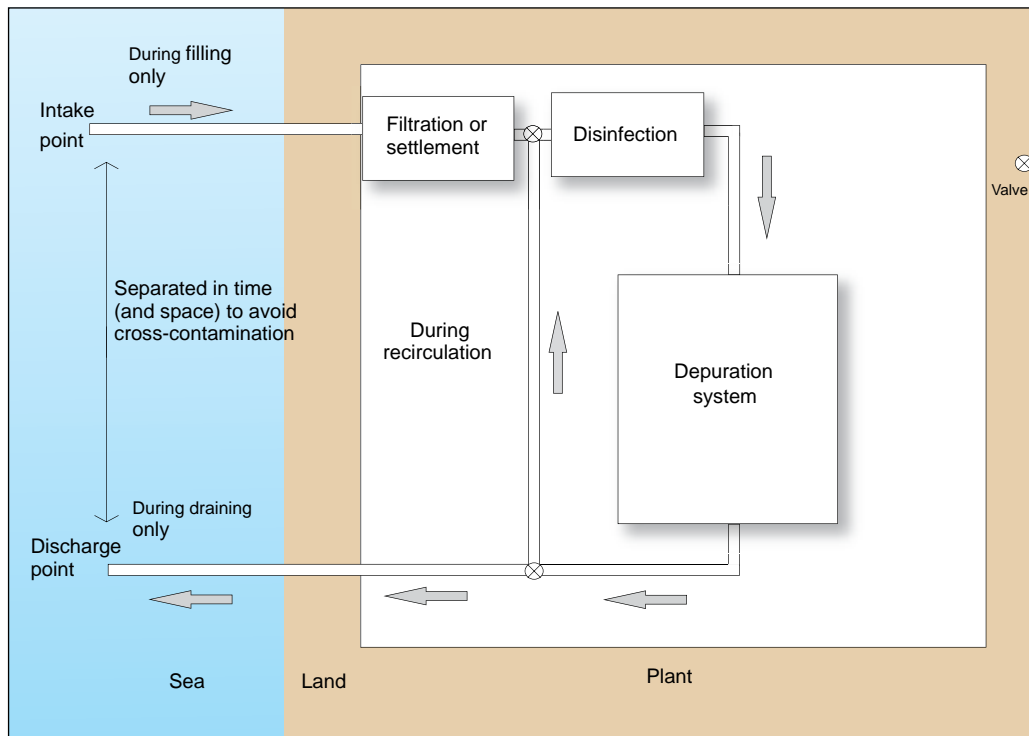 During filling
only
Intake
point
Filtration or
settlement
Disinfection
Valve
Separated in time
(and space) to avoid
cross-contamination
During
recirculation
Depuration
system
During draining
only
Discharge
point
Sea
Land
Plant